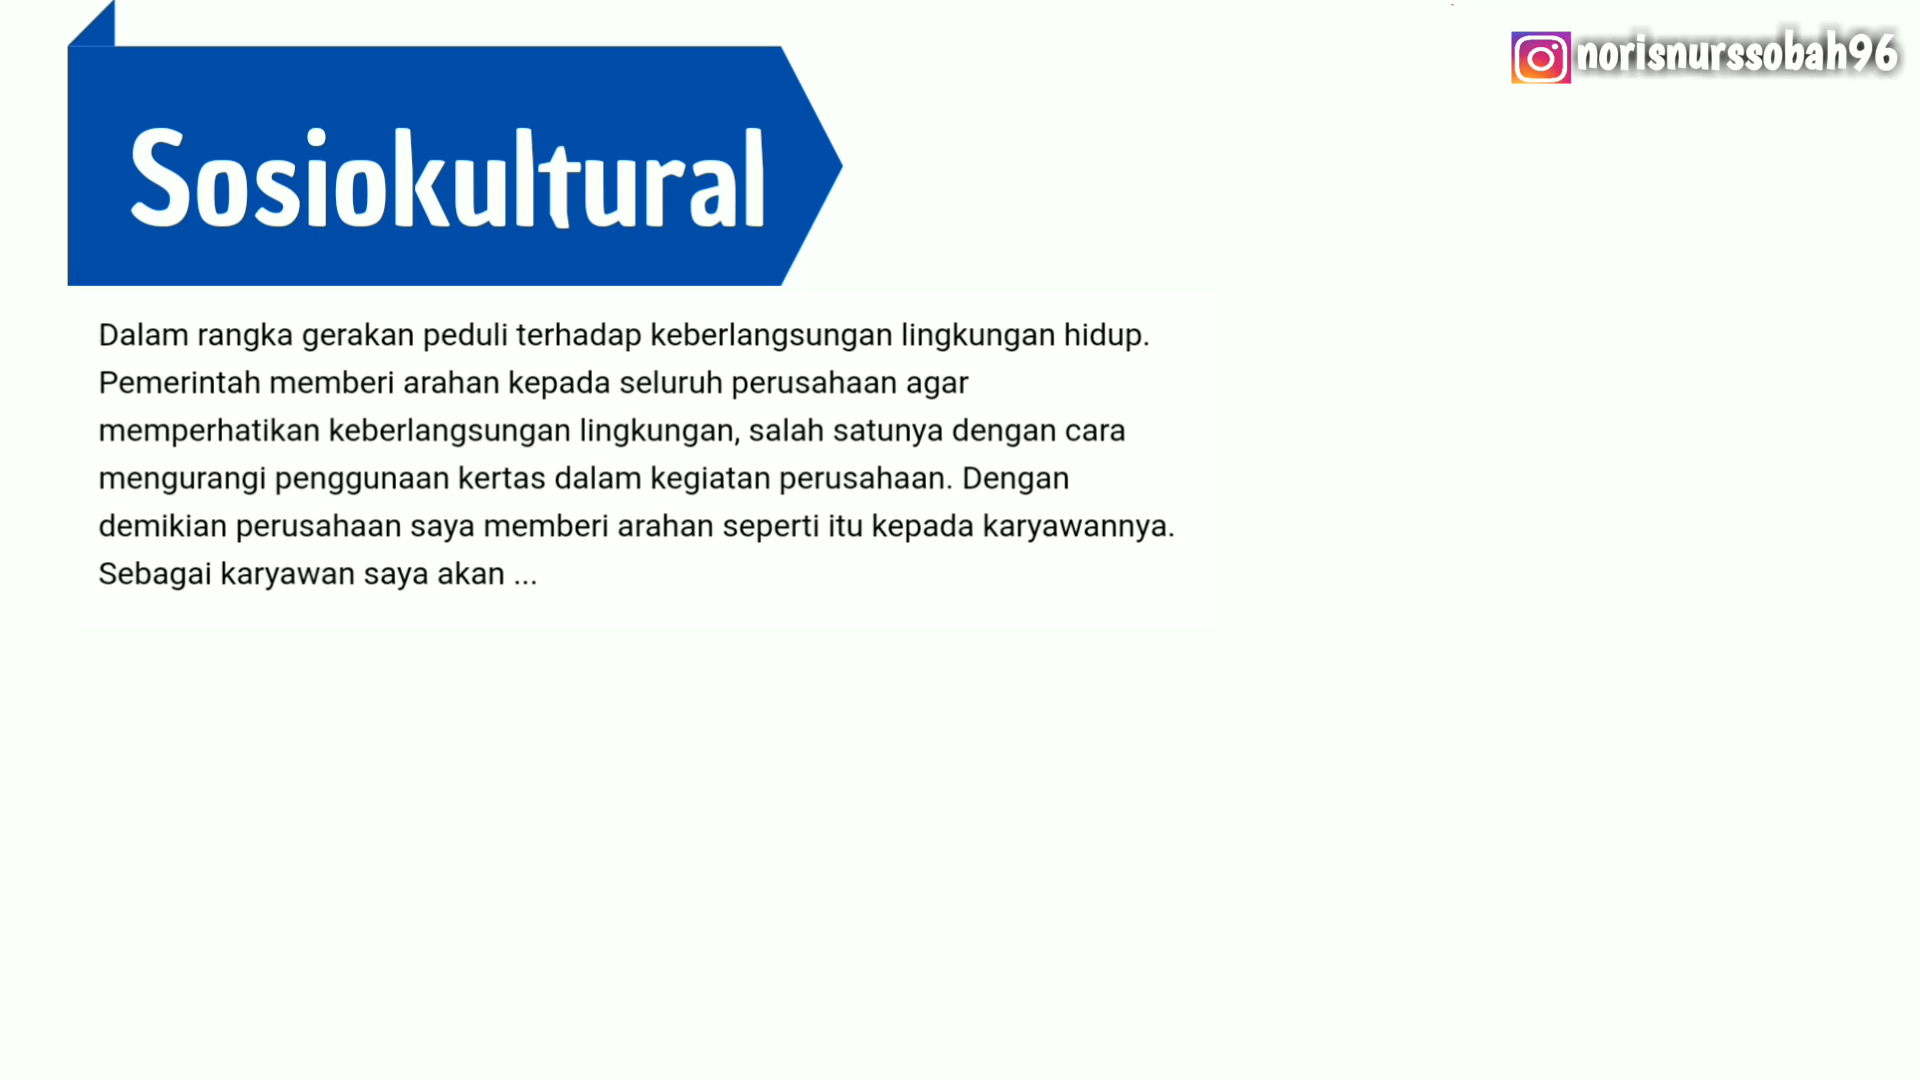 norisnurssobah96
Sosiokultural
Dalam rangka gerakan peduli terhadap keberlangsungan lingkungan hidup.
Pemerintah memberi arahan kepada seluruh perusahaan agar
memperhatikan keberlangsungan lingkungan, salah satunya dengan cara
mengurangi penggunaan kertas dalam kegiatan perusahaan. Dengan
demikian perusahaan saya memberi arahan seperti itu kepada karyawannya.
Sebagai karyawan saya akan ...